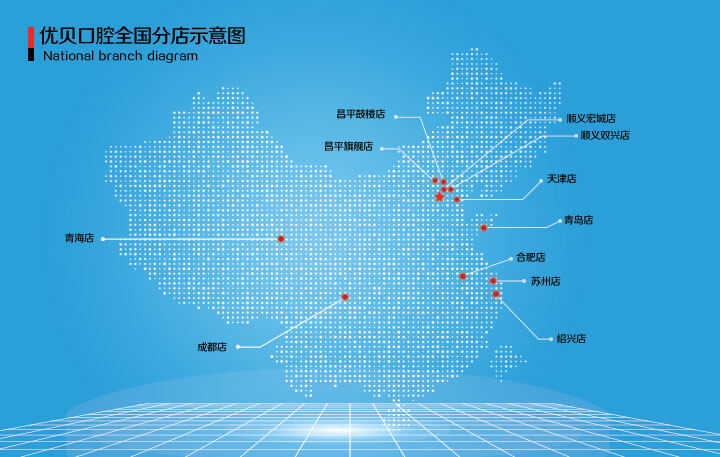 优贝口腔全国分店示意图
National branch diagram
昌平鼓楼店
顺义宏城店
顺义双兴店
昌平旗舰店
天津店
青岛店
青海店
合肥店
苏州店
绍兴店
成都店